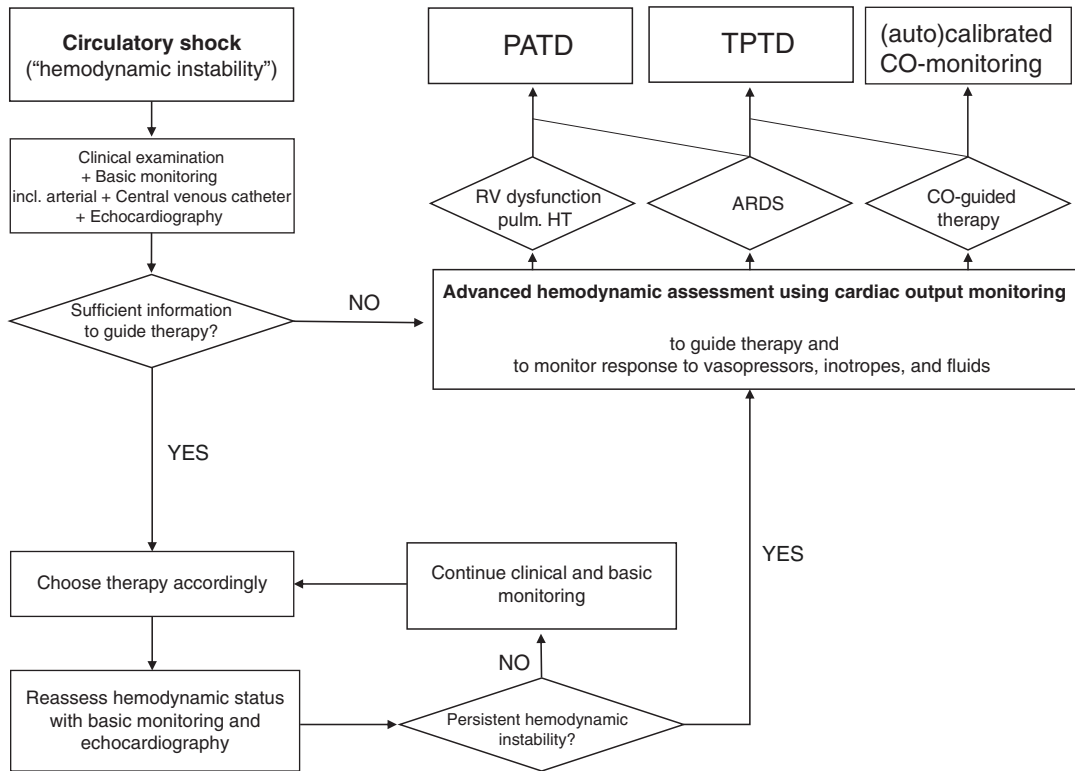 Circulatory shock
("hemodynamic instability")
Clinical examination
+ Basic monitoring
incl. arterial + Central venous catheter
+ Echocardiography
Sufficient information
to guide therapy?
NO
YES
Choose therapy accordingly
Reassess hemodynamic status
with basic monitoring and
echocardiography
Persistent hemodynamic
instability?
NO
Continue clinical and basic
monitoring
YES
Advanced hemodynamic assessment using cardiac output monitoring
to guide therapy and
to monitor response to vasopressors, inotropes, and fluids
RV dysfunction
pulm. HT
ARDS
CO-guided
therapy
PATD
TPTD
(auto)calibrated
CO-monitoring